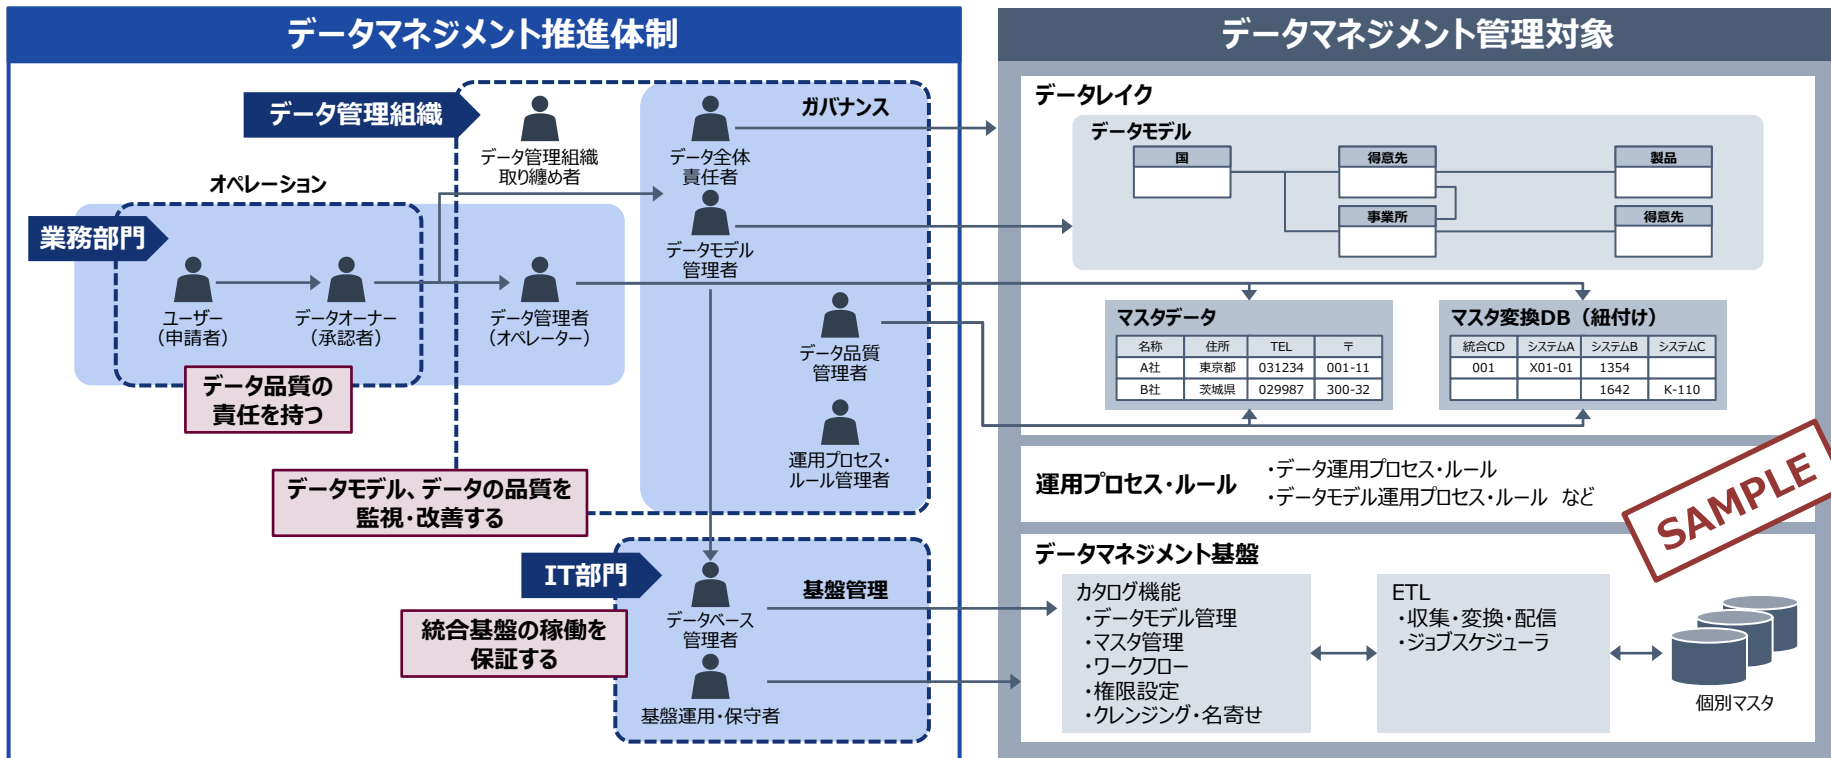 データマネジメント推進体制
データ管理組織
データ管理組織
取り纏め者
ガバナンス
データ全体
責任者
データモデル
管理者
オペレーション
業務部門
ユーザー
（申請者）
データオーナー
（承認者）
データ管理者
（オペレーター）
データ品質
管理者
運用プロセス・
ルール管理者
データ品質の
責任を持つ
データモデル、データの品質を
監視・改善する
IT部門
基盤管理
データベース
管理者
基盤運用・保守者
統合基盤の稼働を
保証する
データマネジメント管理対象
データレイク
データモデル
国
得意先
製品
事業所
得意先
マスタデータ
名称 住所 TEL 〒
A社 東京都 031234 001-11
B社 茨城県 029987 300-32
マスタ変換DB（紐付け）
統合CD システムA システムB システムC
001 X01-01 1354
1642 K-110
運用プロセス・ルール
・データ運用プロセス・ルール
・データモデル運用プロセス・ルール など
SAMPLE
データマネジメント基盤
カタログ機能
・データモデル管理
・マスタ管理
・ワークフロー
・権限設定
・クレンジング・名寄せ
ETL
・収集・変換・配信
・ジョブスケジューラ
個別マスタ